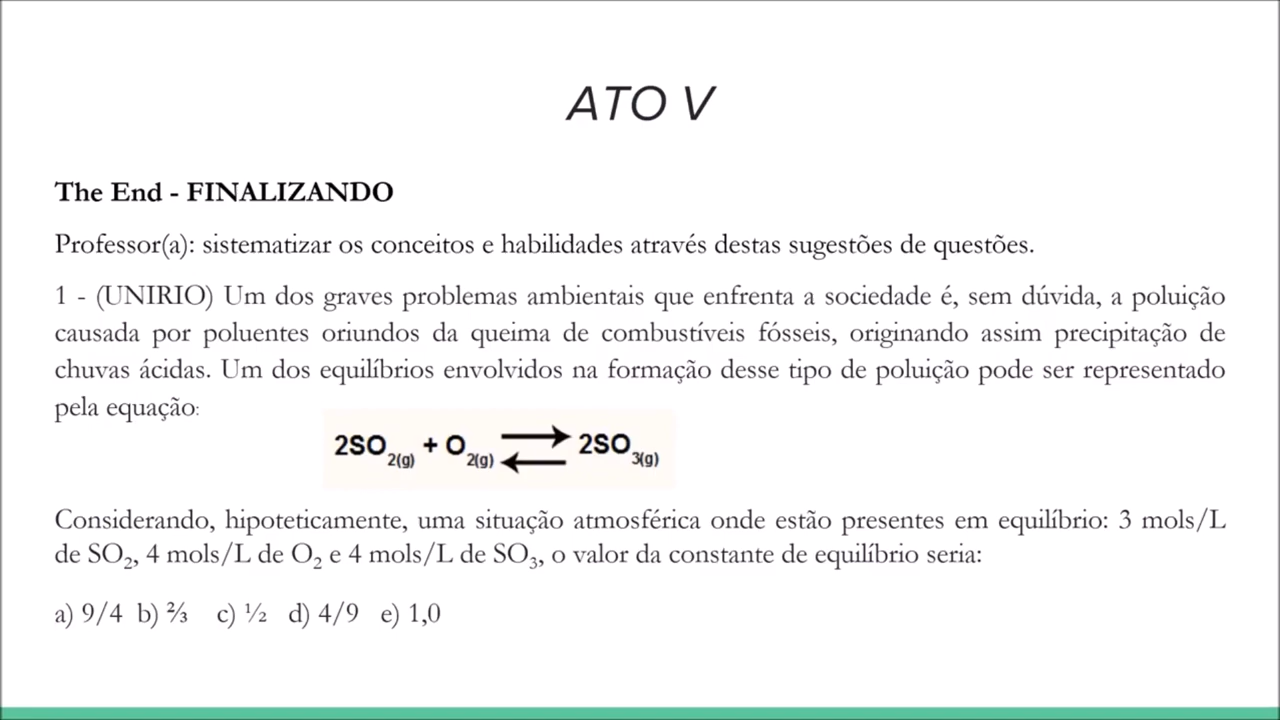 ATO V
The End - FINALIZANDO
Professor(a): sistematizar os conceitos e habilidades através destas sugestões de questões.
1 - (UNIRIO) Um dos graves problemas ambientais que enfrenta a sociedade é, sem dúvida, a poluição
causada por poluentes oriundos da queima de combustíveis fósseis, originando assim precipitação de
chuvas ácidas. Um dos equilíbrios envolvidos na formação desse tipo de poluição pode ser representado
pela equação:
2SO2(g) + O2(g) ⇄ 2SO3(g)
Considerando, hipoteticamente, uma situação atmosférica onde estão presentes em equilíbrio: 3 mols/L
de SO₂, 4 mols/L de O₂ e 4 mols/L de SO₃, o valor da constante de equilíbrio seria:
a) 9/4 b) ⅔ c) ½ d) 4/9 e) 1,0